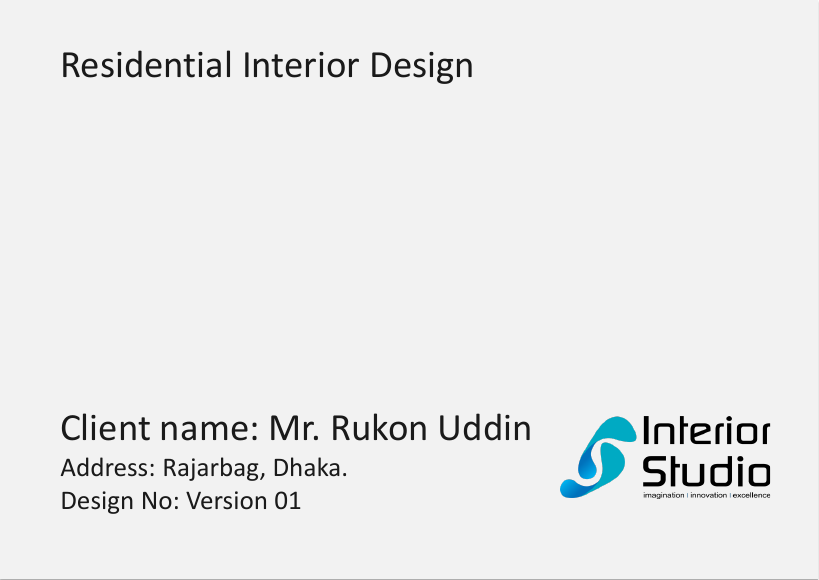 Residential Interior Design
Client name: Mr. Rukon Uddin
Address: Rajarbag, Dhaka.
Design No: Version 01
Interior
Studio
imagination | innovation | excellence